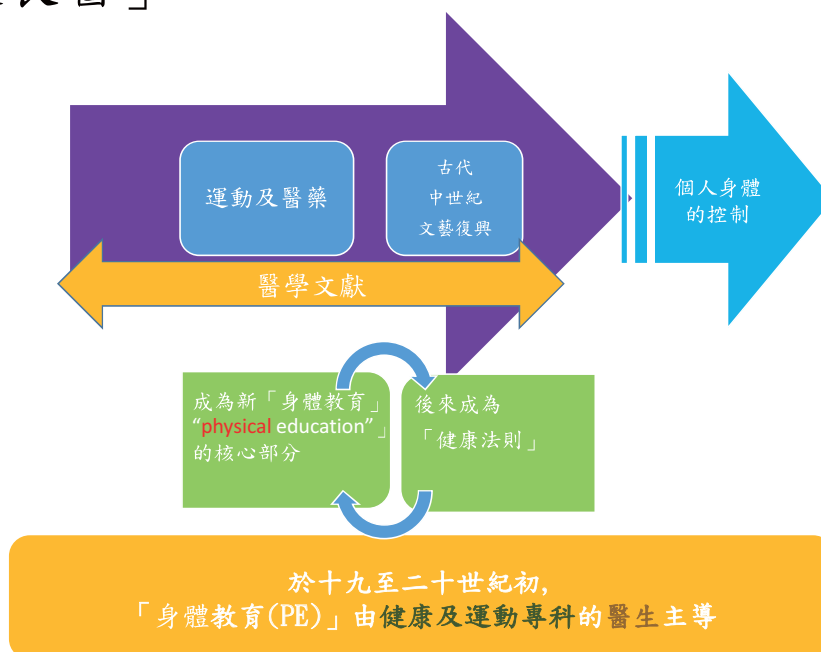 良醫」
運動及醫藥
古代
中世紀
文藝復興
個人身體
的控制
醫學文獻
成為新「身體教育」
“physical education”」
的核心部分
後來成為
「健康法則」
於十九至二十世紀初,
「身體教育(PE)」由健康及運動專科的醫生主導